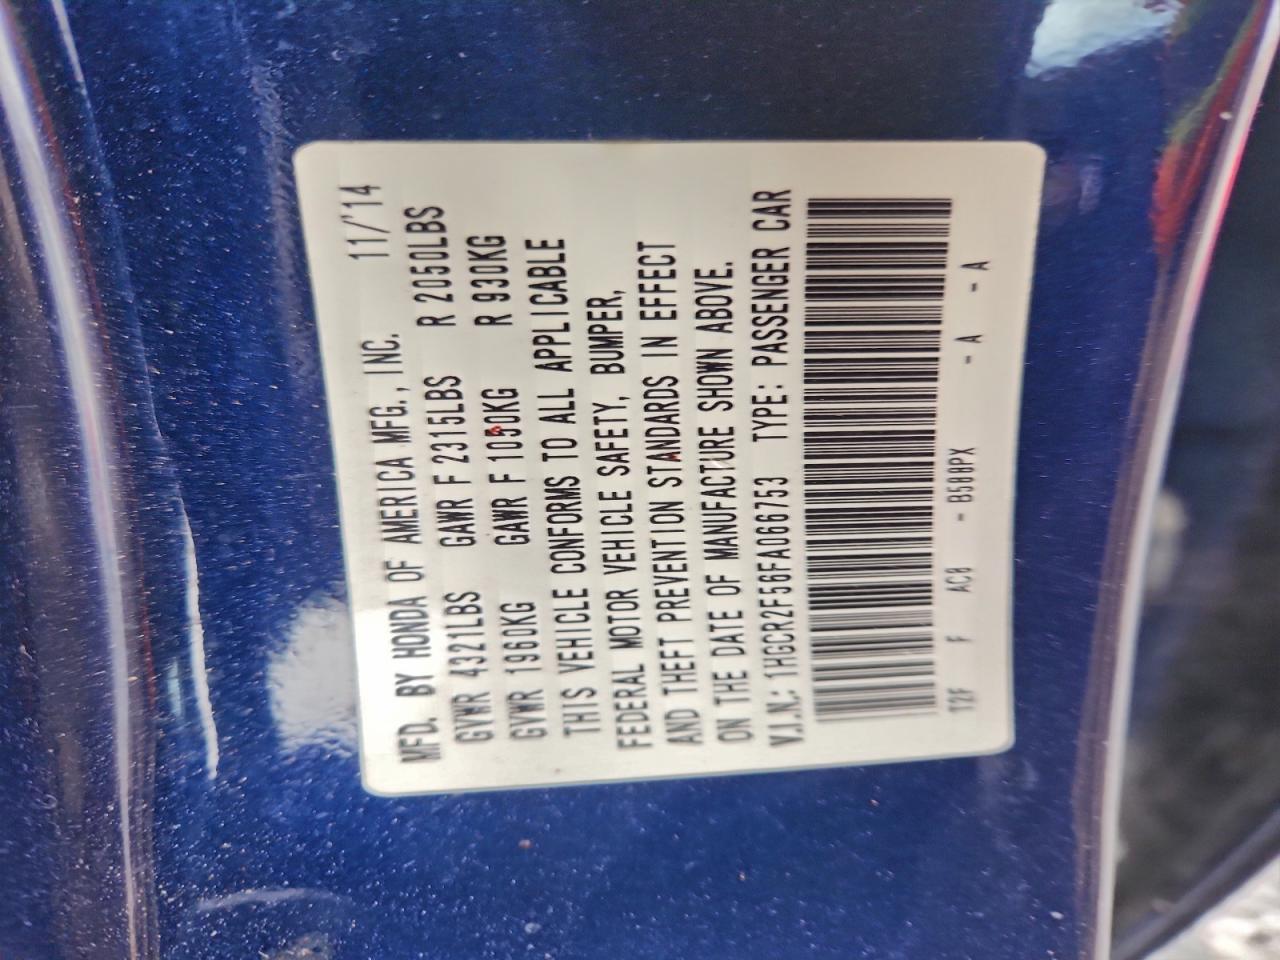 MFD. BY HONDA OF AMERICA MFG., INC. 11/'14
GVWR 4321LBS GAWR F 2315LBS R 2050LBS
GVWR 1960KG GAWR F 1050KG R 930KG
THIS VEHICLE CONFORMS TO ALL APPLICABLE
FEDERAL MOTOR VEHICLE SAFETY, BUMPER,
AND THEFT PREVENTION STANDARDS IN EFFECT
ON THE DATE OF MANUFACTURE SHOWN ABOVE.
V.I.N.: 1HGCR2F56FA066753 TYPE: PASSENGER CAR
T2F F AC0 - B588PX - A - A